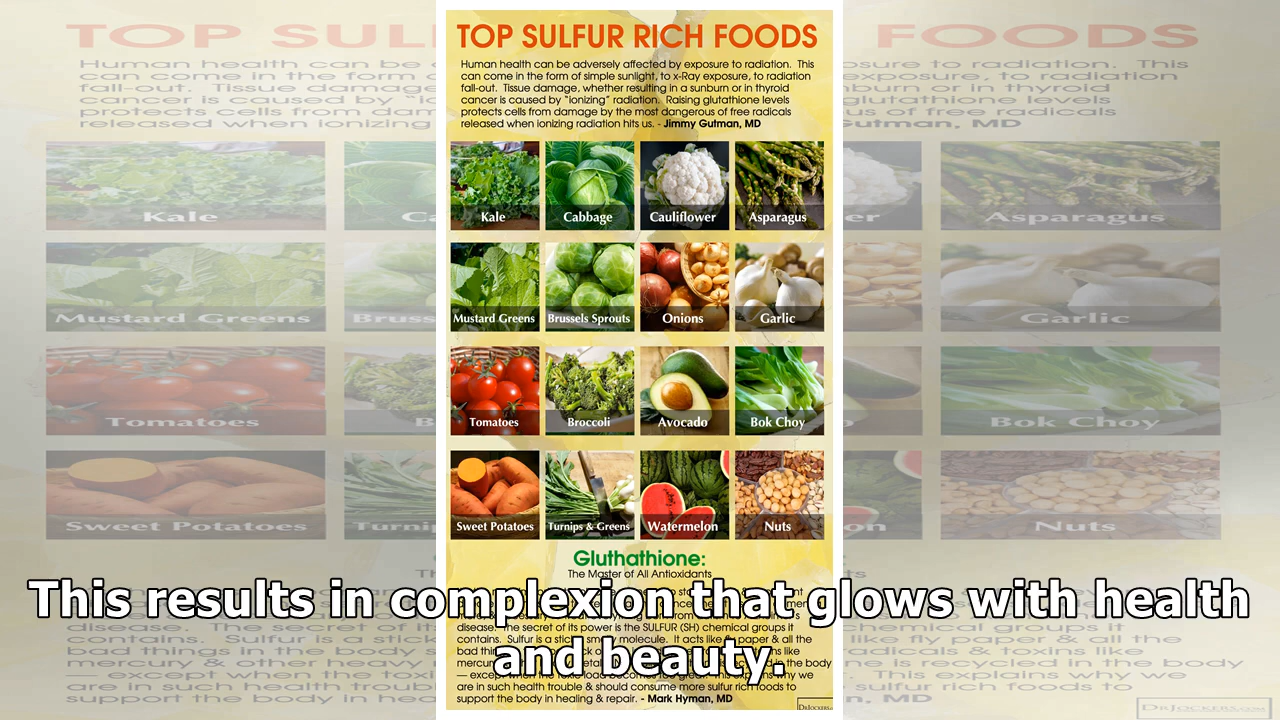 TOP SULFUR RICH FOODS
Human health can be adversely affected by exposure to radiation. This
can come in the form of simple sunlight, to x-Ray exposure, to radiation
fall-out. Tissue damage, whether resulting in a sunburn or in thyroid
cancer is caused by "ionizing" radiation. Raising glutathione levels
protects cells from damage by the most dangerous of free radicals
released when ionizing radiation hits us. - Jimmy Gutman, MD
Kale Cabbage Cauliflower Asparagus
Mustard Greens Brussels Sprouts Onions Garlic
Tomatoes Broccoli Avocado Bok Choy
Sweet Potatoes Turnips & Greens Watermelon Nuts
Gluthathione:
The Master of All Antioxidants
This results in complexion that glows with health
and beauty.
disease. The secret of its power is the SULFUR (SH) chemical groups it
contains. Sulfur is a sticky, smelly molecule. It acts like fly paper & all the
bad things in the body
are in such health trouble & should consume more sulfur rich foods to
support the body in healing & repair. - Mark Hyman, MD
DRJOCKERS.COM